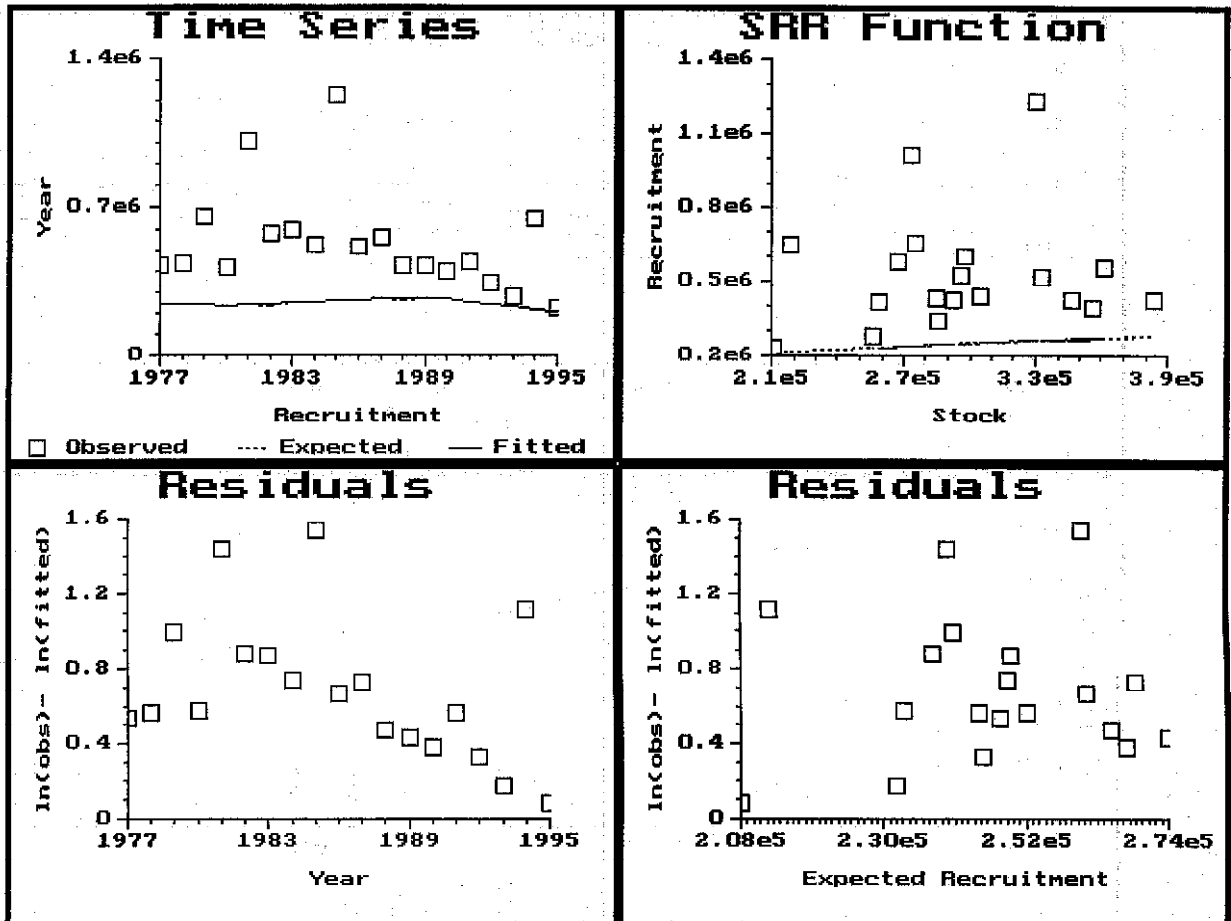 Time Series
1.4e6
0.7e6
0
Year
1977 1983 1989 1995
Recruitment
Observed Expected Fitted
SRR Function
1.4e6
1.1e6
0.8e6
0.5e6
0.2e6
Recruitment
2.1e5 2.7e5 3.3e5 3.9e5
Stock
Residuals
1.6
1.2
0.8
0.4
0
ln(obs)- ln(fitted)
1977 1983 1989 1995
Year
Residuals
1.6
1.2
0.8
0.4
0
ln(obs)- ln(fitted)
2.08e5 2.30e5 2.52e5 2.74e5
Expected Recruitment